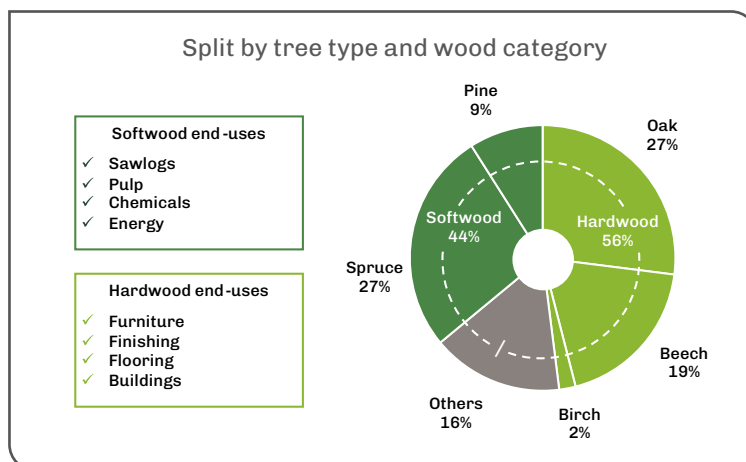 Split by tree type and wood category
Softwood end-uses
✓ Sawlogs
✓ Pulp
✓ Chemicals
✓ Energy
Hardwood end-uses
✓ Furniture
✓ Finishing
✓ Flooring
✓ Buildings
Pine
9%
Oak
27%
Softwood
44%
Hardwood
56%
Spruce
27%
Beech
19%
Others
16%
Birch
2%